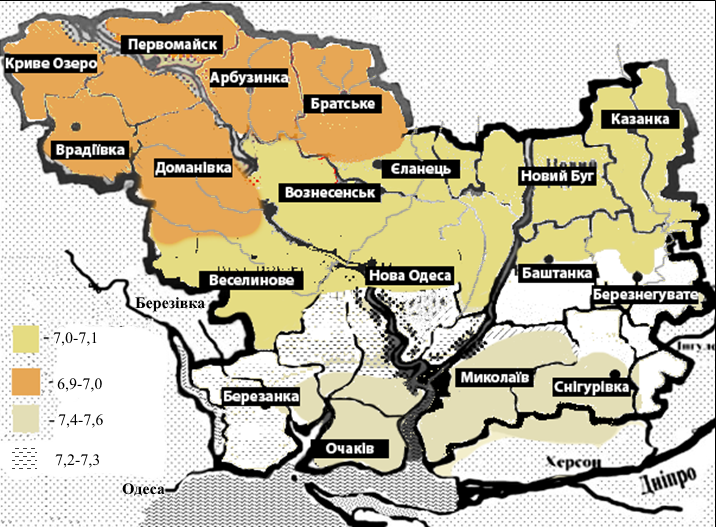 Первомайск
Криве Озеро
Арбузинка
Братське
Казанка
Врадіївка
Доманівка
Єланець
Новий Буг
Вознесенськ
Нова Одеса
Баштанка
Веселинове
Березнегувате
Березівка
7,0-7,1
6,9-7,0
7,4-7,6
7,2-7,3
Миколаїв
Снігурівка
Березанка
Очаків
Херсон
Дніпро
Одеса